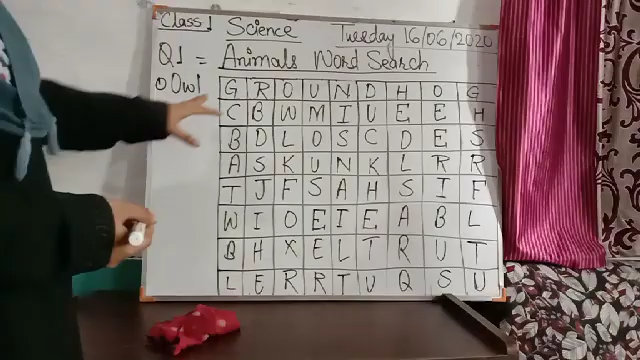 Class 1 Science Tuesday 16/06/2020
Q1 = Animals Word Search
Owl
G R O U N D H O G
C B W M I U E E H
B D L O S C D E S
A S K U N K L R R
T J F S A H S I F
W I O E I E A B L
B H X E L T R U T
L E R R T U Q S U